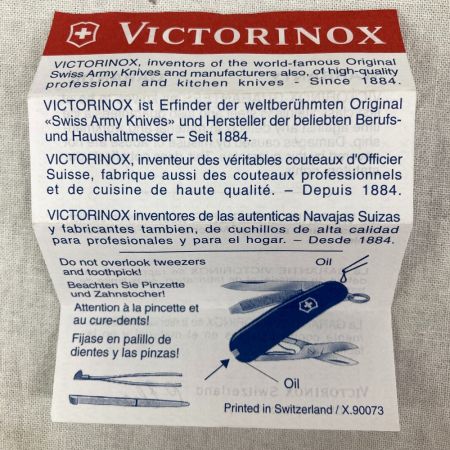 VICTORINOX
VICTORINOX, inventors of the world-famous Original
Swiss Army Knives and manufacturers also, of high-quality
professional and kitchen knives - Since 1884.
VICTORINOX ist Erfinder der weltberühmten Original
«Swiss Army Knives» und Hersteller der beliebten Berufs-
und Haushaltmesser – Seit 1884.
VICTORINOX, inventeur des véritables couteaux d'Officier
Suisse, fabrique aussi des couteaux professionnels
et de cuisine de haute qualité. – Depuis 1884.
VICTORINOX inventores de las autenticas Navajas Suizas
y fabricantes tambien, de cuchillos de alta calidad
para profesionales y para el hogar. – Desde 1884.
Do not overlook tweezers
and toothpick!
Beachten Sie Pinzette
und Zahnstocher!
Attention à la pincette et
au cure-dents!
Fijase en palillo de
dientes y las pinzas!
Oil
Oil
Printed in Switzerland / X.90073